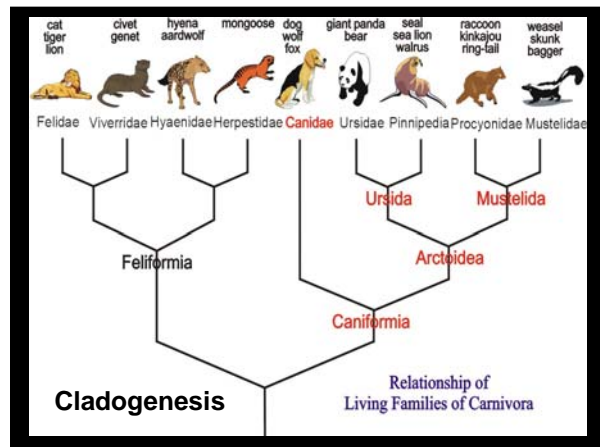 cat
tiger
lion
civet
genet
hyena
aardwolf
mongoose
dog
wolf
fox
giant panda
bear
seal
sea lion
walrus
raccoon
kinkajou
ring-tail
weasel
skunk
bagger
Felidae
Viverridae
Hyaenidae
Herpestidae
Canidae
Ursidae
Pinnipedia
Procyonidae
Mustelidae
Ursida
Mustelida
Feliformia
Arctoidea
Caniformia
Cladogenesis
Relationship of
Living Families of Carnivora